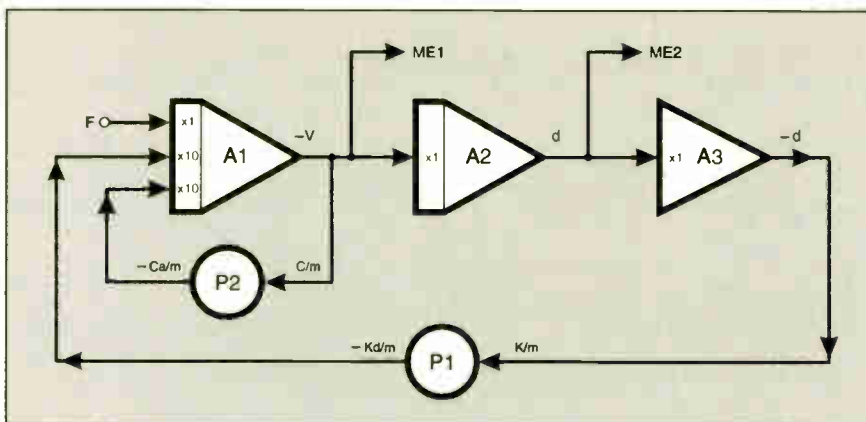 ME1
ME2
F
x1
x10
x10
A1
–V
x1
A2
d
x1
A3
–d
–Ca/m
P2
C/m
–Kd/m
P1
K/m